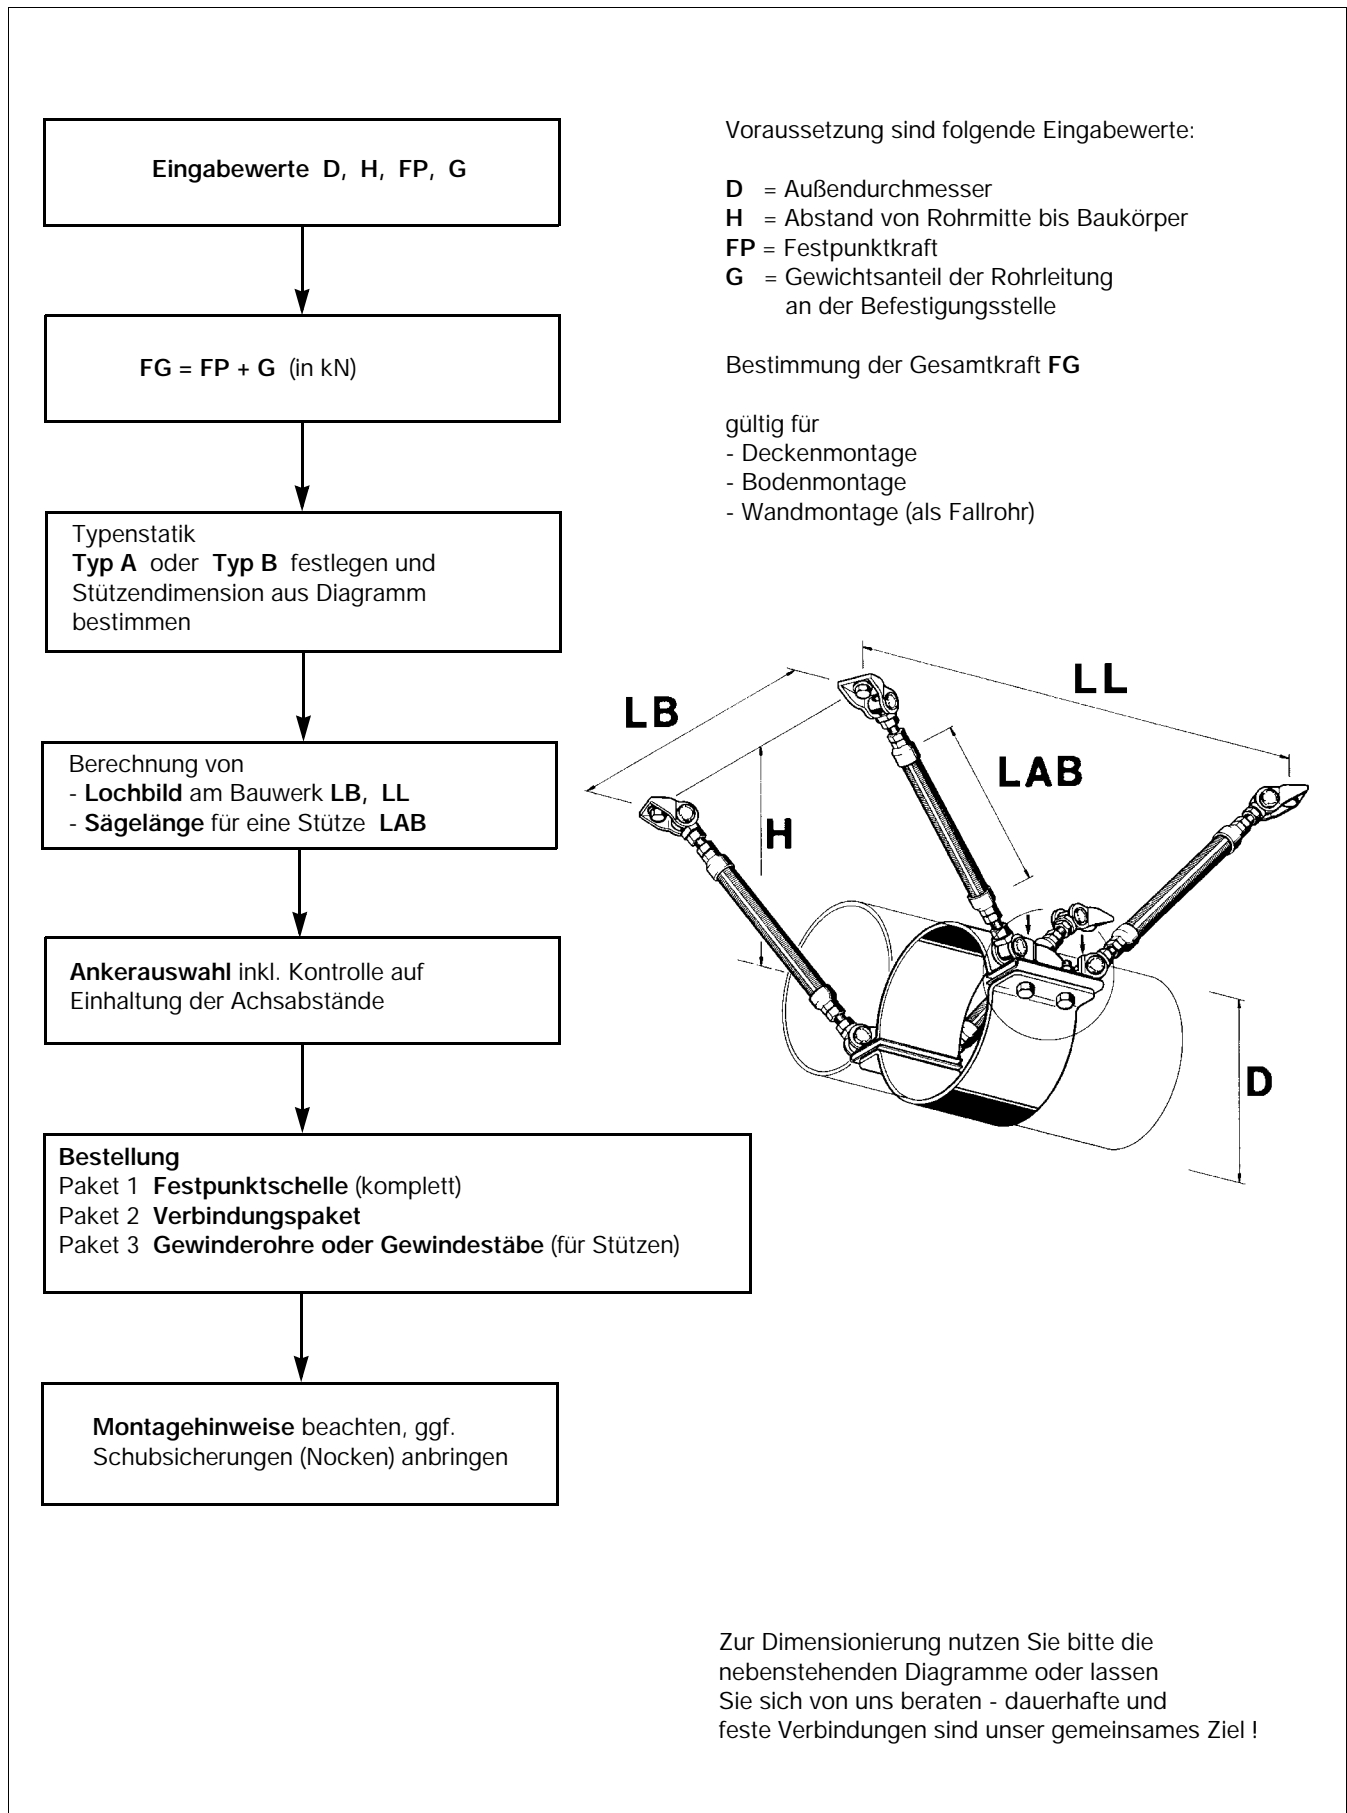 Eingabewerte D, H, FP, G
FG = FP + G (in kN)
Typenstatik
Typ A oder Typ B festlegen und
Stützendimension aus Diagramm
bestimmen
Berechnung von
- Lochbild am Bauwerk LB, LL
- Sägelänge für eine Stütze LAB
Ankerauswahl inkl. Kontrolle auf
Einhaltung der Achsabstände
Bestellung
Paket 1 Festpunktschelle (komplett)
Paket 2 Verbindungspaket
Paket 3 Gewinderohre oder Gewindestäbe (für Stützen)
Montagehinweise beachten, ggf.
Schubsicherungen (Nocken) anbringen
Voraussetzung sind folgende Eingabewerte:
D = Außendurchmesser
H = Abstand von Rohrmitte bis Baukörper
FP = Festpunktkraft
G = Gewichtsanteil der Rohrleitung
an der Befestigungsstelle
Bestimmung der Gesamtkraft FG
gültig für
- Deckenmontage
- Bodenmontage
- Wandmontage (als Fallrohr)
LL
LB
LAB
H
D
Zur Dimensionierung nutzen Sie bitte die
nebenstehenden Diagramme oder lassen
Sie sich von uns beraten - dauerhafte und
feste Verbindungen sind unser gemeinsames Ziel !